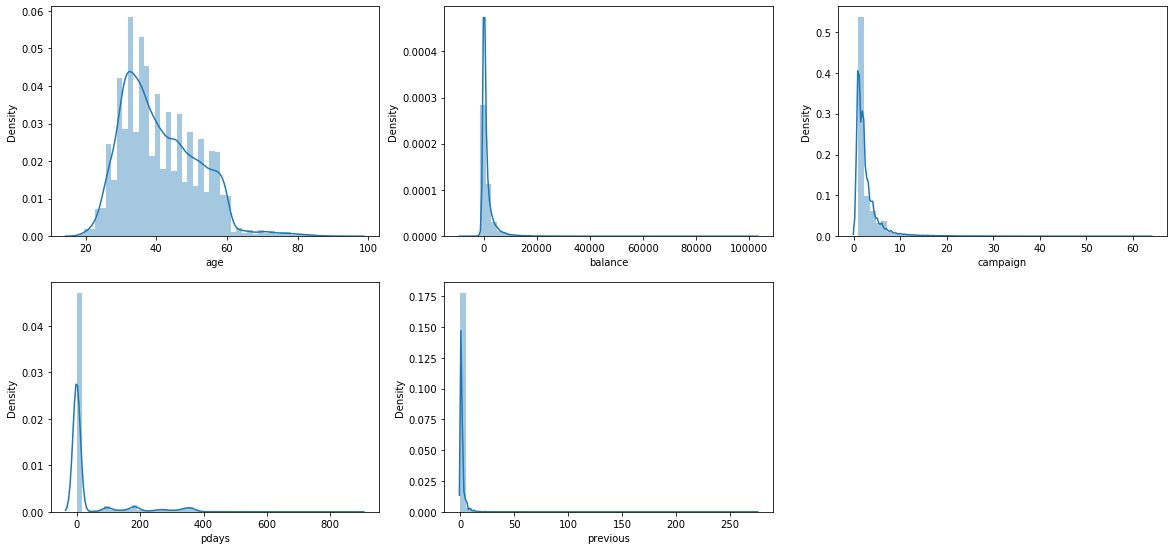 0.06
0.05
0.04
0.03
0.02
0.01
0.00
Density
20 40 60 80 100
age
0.0004
0.0003
0.0002
0.0001
0.0000
Density
0 20000 40000 60000 80000 100000
balance
0.5
0.4
0.3
0.2
0.1
0.0
Density
0 10 20 30 40 50 60
campaign
0.04
0.03
0.02
0.01
0.00
Density
0 200 400 600 800
pdays
0.175
0.150
0.125
0.100
0.075
0.050
0.025
0.000
Density
0 50 100 150 200 250
previous